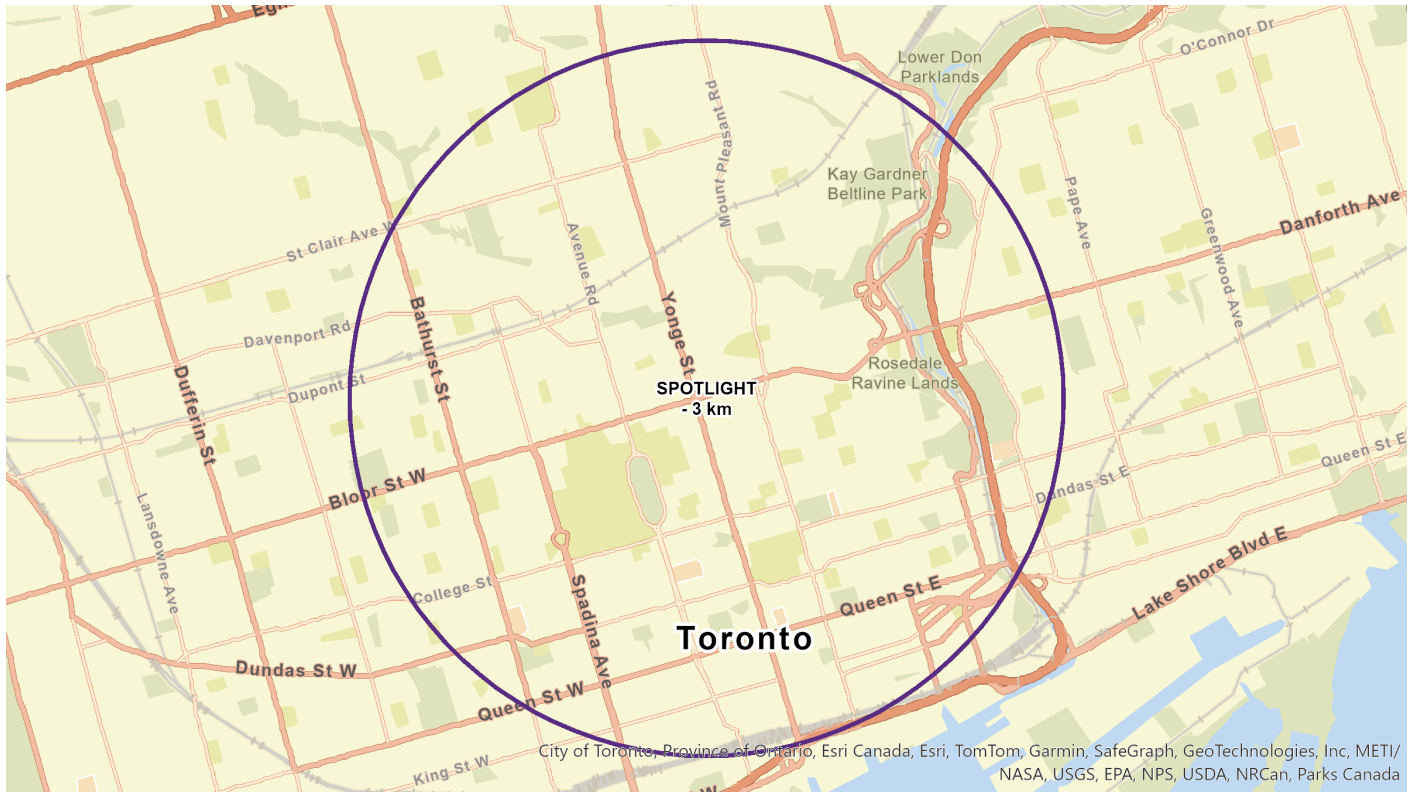 Egli
O'Connor Dr
Lower Don
Parklands
Mount Pleasant Rd
Kay Gardner
Beltline Park
Pape Ave
Greenwood Ave
Danforth Ave
St Clair Ave W
Avenue Rd
Bathurst St
Yonge St
Davenport Rd
Dupont St
Dufferin St
SPOTLIGHT
- 3 km
Rosedale
Ravine Lands
Bloor St W
Lansdowne Ave
Queen St E
Dundas St E
College St
Spadina Ave
Queen St E
Lake Shore Blvd E
Toronto
Dundas St W
Queen St W
King St W
City of Toronto, Province of Ontario, Esri Canada, Esri, TomTom, Garmin, SafeGraph, GeoTechnologies, Inc, METI/
NASA, USGS, EPA, NPS, USDA, NRCan, Parks Canada